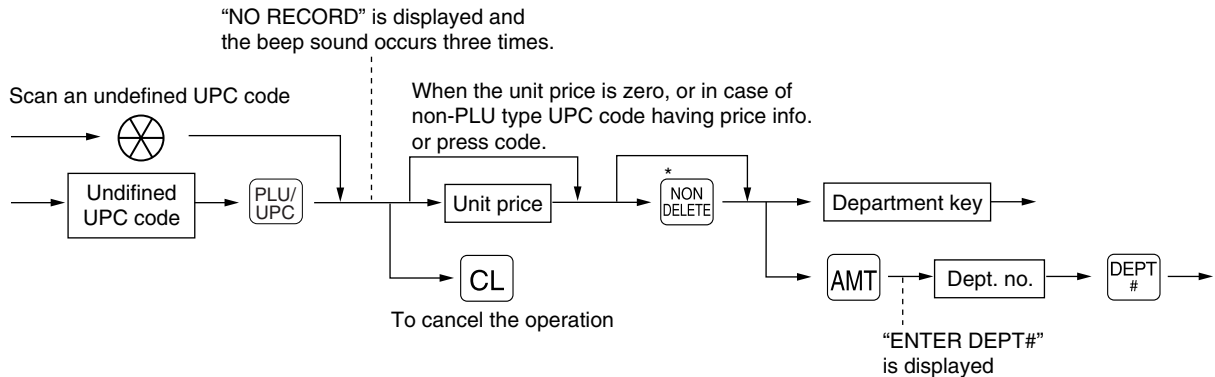 “NO RECORD” is displayed and
the beep sound occurs three times.
Scan an undefined UPC code
When the unit price is zero, or in case of
non-PLU type UPC code having price info.
or press code.
Undifined
UPC code
PLU/
UPC
Unit price
*
NON
DELETE
Department key
CL
To cancel the operation
AMT
Dept. no.
DEPT
#
“ENTER DEPT#”
is displayed